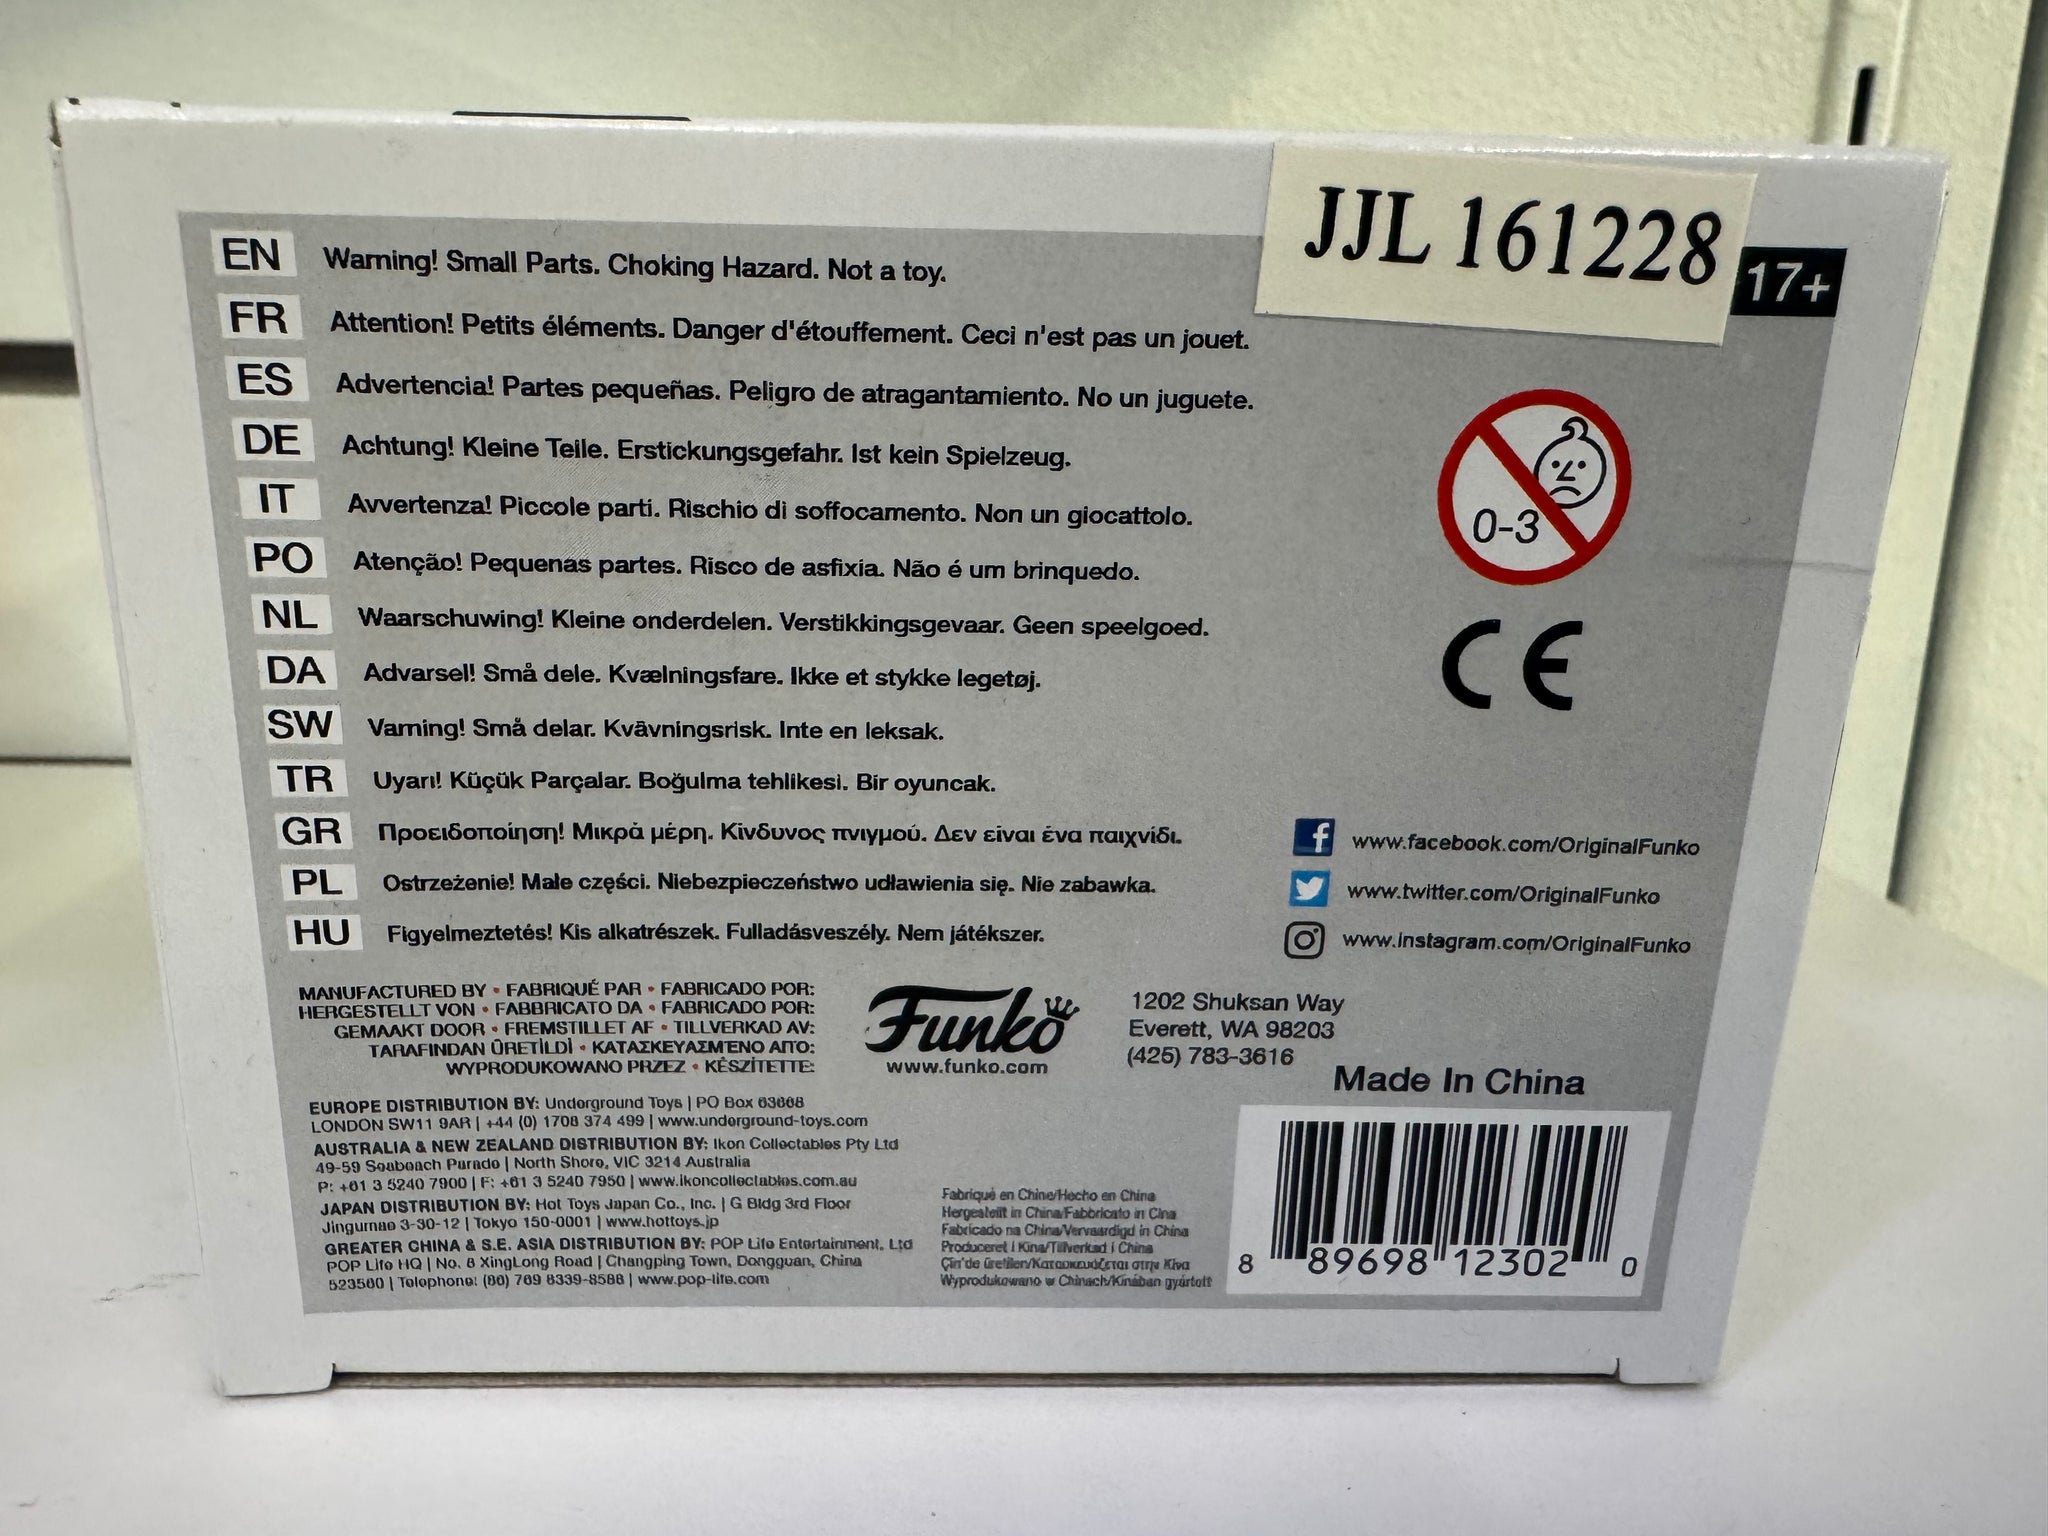 JJL 161228
17+
EN Warning! Small Parts. Choking Hazard. Not a toy.
FR Attention! Petits éléments. Danger d'étouffement. Ceci n'est pas un jouet.
ES Advertencia! Partes pequeñas. Peligro de atragantamiento. No un juguete.
DE Achtung! Kleine Teile. Erstickungsgefahr. Ist kein Spielzeug.
IT Avvertenza! Piccole parti. Rischio di soffocamento. Non un giocattolo.
PO Atenção! Pequenas partes. Risco de asfixia. Não é um brinquedo.
NL Waarschuwing! Kleine onderdelen. Verstikkingsgevaar. Geen speelgoed.
DA Advarsel! Små dele. Kvælningsfare. Ikke et stykke legetøj.
SW Varning! Små delar. Kvävningsrisk. Inte en leksak.
TR Uyarı! Küçük Parçalar. Boğulma tehlikesi. Bir oyuncak.
GR Προειδοποίηση! Μικρά μέρη. Κίνδυνος πνιγμού. Δεν είναι ένα παιχνίδι.
PL Ostrzeżenie! Małe części. Niebezpieczeństwo udławienia się. Nie zabawka.
HU Figyelmeztetés! Kis alkatrészek. Fulladásveszély. Nem játékszer.
0-3
CE
www.facebook.com/OriginalFunko
www.twitter.com/OriginalFunko
www.instagram.com/OriginalFunko
MANUFACTURED BY • FABRIQUÉ PAR • FABRICADO POR:
HERGESTELLT VON • FABBRICATO DA • FABRICADO POR:
GEMAAKT DOOR • FREMSTILLET AF • TILLVERKAD AV:
TARAFINDAN ÜRETİLDİ • ΚΑΤΑΣΚΕΥΑΣΜΈΝΟ ΑΠΌ:
WYPRODUKOWANO PRZEZ • KÉSZÍTETTE:
Funko
www.funko.com
1202 Shuksan Way
Everett, WA 98203
(425) 783-3616
Made In China
EUROPE DISTRIBUTION BY: Underground Toys | PO Box
LONDON SW11 9AR | +44 (0) 1708 374 499 | www.underground-toys.com
AUSTRALIA & NEW ZEALAND DISTRIBUTION BY: Ikon Collectables Pty Ltd
49-59 Seabeach Parade | North Shore, VIC 3214 Australia
P: +61 3 5240 7900 | F: +61 3 5240 7950 | www.ikoncollectables.com.au
JAPAN DISTRIBUTION BY: Hot Toys Japan Co., Inc. | G Bldg 3rd Floor
Jingumae 3-30-12 | Tokyo 150-0001 | www.hottoys.jp
GREATER CHINA & S.E. ASIA DISTRIBUTION BY: POP Life Entertainment, Ltd
POP Life HQ | No. 8 XingLong Road | Changping Town, Dongguan, China
523560 | Telephone: (86) 769 8339-8588 | www.pop-life.com
Fabriqué en Chine/Hecho en China
Hergestellt in China/Fabbricato in Cina
Fabricado na China/Vervaardigd in China
Produceret i Kina/Tillverkad i China
Çin'de üretilen/Κατασκευάζεται στην Κίνα
Wyprodukowano w Chinach/Kínában gyártott
8 89698 12302 0